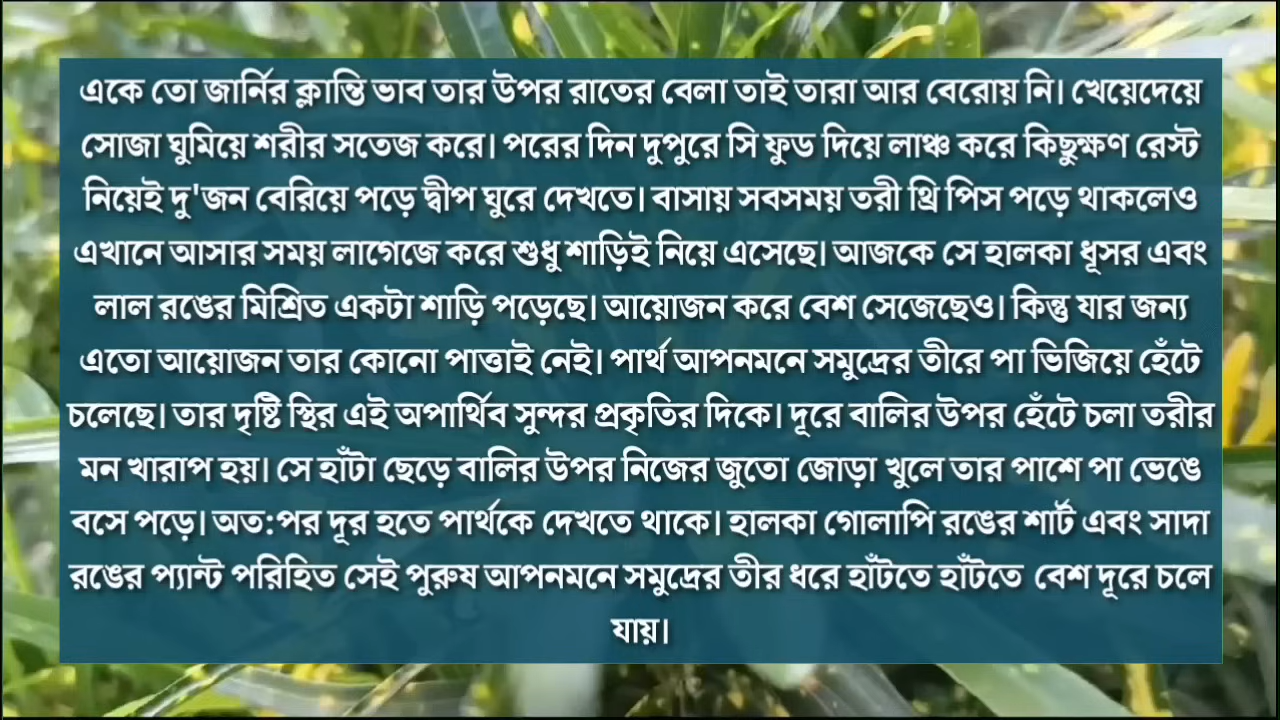 একে তো জার্নির ক্লান্তি ভাব তার উপর রাতের বেলা তাই তারা আর বেরোয় নি। খেয়েদেয়ে
সোজা ঘুমিয়ে শরীর সতেজ করে। পরের দিন দুপুরে সি ফুড দিয়ে লাঞ্চ করে কিছুক্ষণ রেস্ট
নিয়েই দু'জন বেরিয়ে পড়ে দ্বীপ ঘুরে দেখতে। বাসায় সবসময় তরী থ্রি পিস পড়ে থাকলেও
এখানে আসার সময় লাগেজে করে শুধু শাড়িই নিয়ে এসেছে। আজকে সে হালকা ধূসর এবং
লাল রঙের মিশ্রিত একটা শাড়ি পড়েছে। আয়োজন করে বেশ সেজেছেও। কিন্তু যার জন্য
এতো আয়োজন তার কোনো পাত্তাই নেই। পার্থ আপনমনে সমুদ্রের তীরে পা ভিজিয়ে হেঁটে
চলেছে। তার দৃষ্টি স্থির এই অপার্থিব সুন্দর প্রকৃতির দিকে। দূরে বালির উপর হেঁটে চলা তরীর
মন খারাপ হয়। সে হাঁটা ছেড়ে বালির উপর নিজের জুতো জোড়া খুলে তার পাশে পা ভেঙে
বসে পড়ে। অত:পর দূর হতে পার্থকে দেখতে থাকে। হালকা গোলাপি রঙের শার্ট এবং সাদা
রঙের প্যান্ট পরিহিত সেই পুরুষ আপনমনে সমুদ্রের তীর ধরে হাঁটতে হাঁটতে বেশ দূরে চলে
যায়।